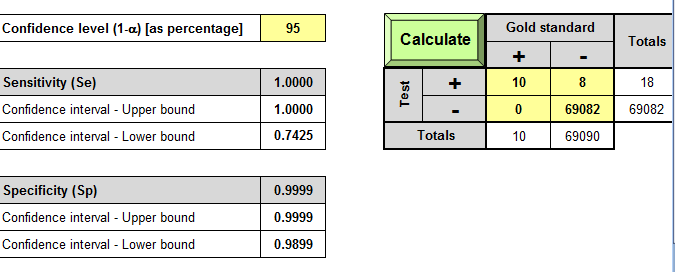 Confidence level (1-α) [as percentage] 95
Sensitivity (Se) 1.0000
Confidence interval - Upper bound 1.0000
Confidence interval - Lower bound 0.7425
Specificity (Sp) 0.9999
Confidence interval - Upper bound 0.9999
Confidence interval - Lower bound 0.9899
Calculate Gold standard Totals
+ -
Test + 10 8 18
- 0 69082 69082
Totals 10 69090